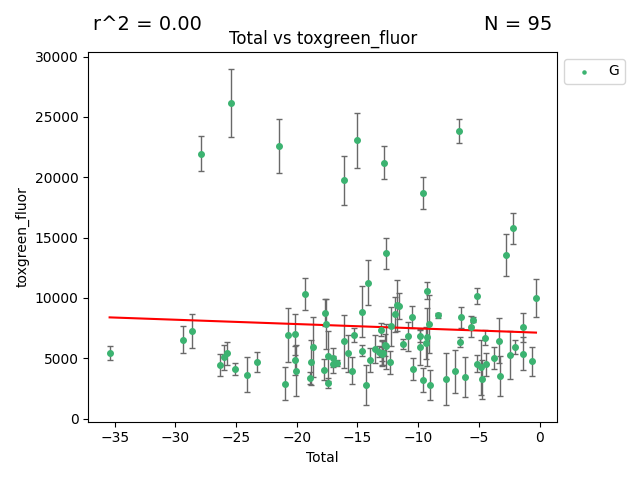 r^2 = 0.00 N = 95
Total vs toxgreen_fluor
G
30000
25000
20000
15000
10000
5000
0
toxgreen_fluor
−35 −30 −25 −20 −15 −10 −5 0
Total